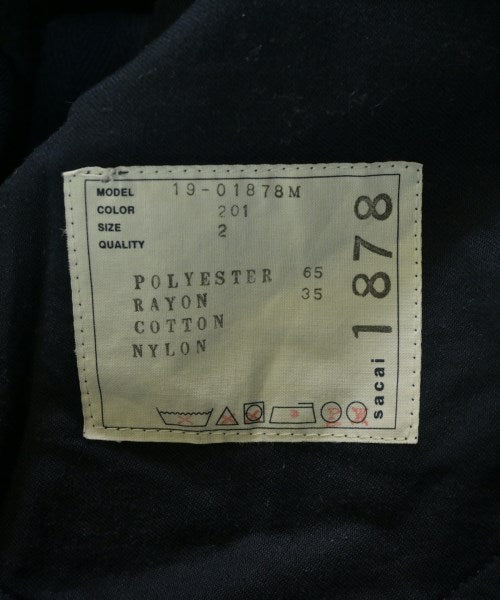 MODEL 19-01878M
COLOR 201
SIZE 2
QUALITY
POLYESTER 65
RAYON 35
COTTON
NYLON
sacai 1878